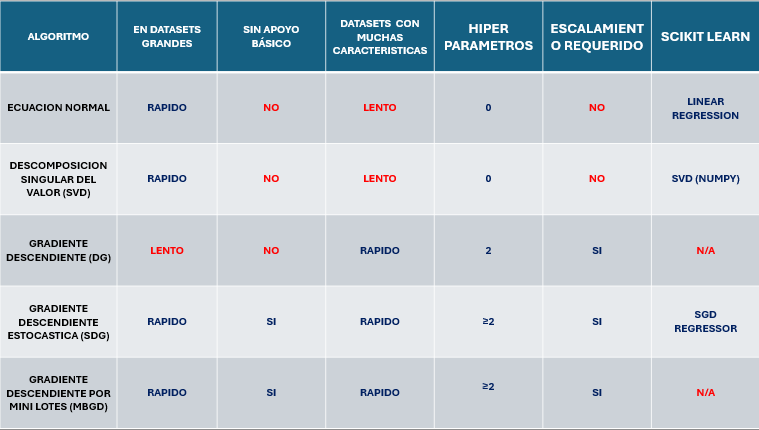 ALGORITMO
EN DATASETS
GRANDES
SIN APOYO
BÁSICO
DATASETS CON
MUCHAS
CARACTERISTICAS
HIPER
PARAMETROS
ESCALAMIENT
O REQUERIDO
SCIKIT LEARN
ECUACION NORMAL
RAPIDO
NO
LENTO
0
NO
LINEAR
REGRESSION
DESCOMPOSICION
SINGULAR DEL
VALOR (SVD)
RAPIDO
NO
LENTO
0
NO
SVD (NUMPY)
GRADIENTE
DESCENDIENTE (DG)
LENTO
NO
RAPIDO
2
SI
N/A
GRADIENTE
DESCENDIENTE
ESTOCASTICA (SDG)
RAPIDO
SI
RAPIDO
≥2
SI
SGD
REGRESSOR
GRADIENTE
DESCENDIENTE POR
MINI LOTES (MBGD)
RAPIDO
SI
RAPIDO
≥2
SI
N/A